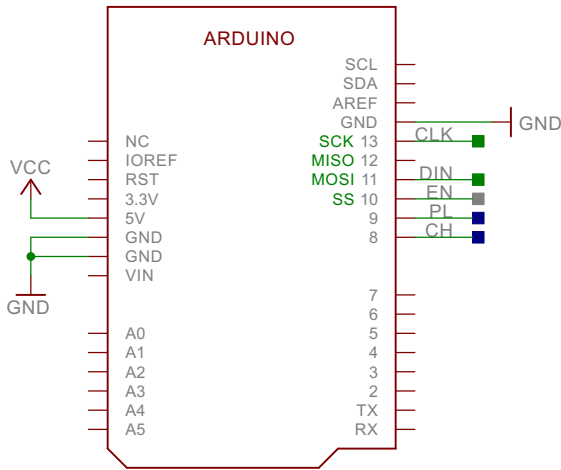 ARDUINO
SCL
SDA
AREF
GND
GND
SCK 13 CLK
MISO 12
MOSI 11 DIN
SS 10 EN
9 PL
8 CH
7
6
5
4
3
2
TX
RX
NC
IOREF
RST
3.3V
5V
GND
GND
VIN
A0
A1
A2
A3
A4
A5
VCC
GND